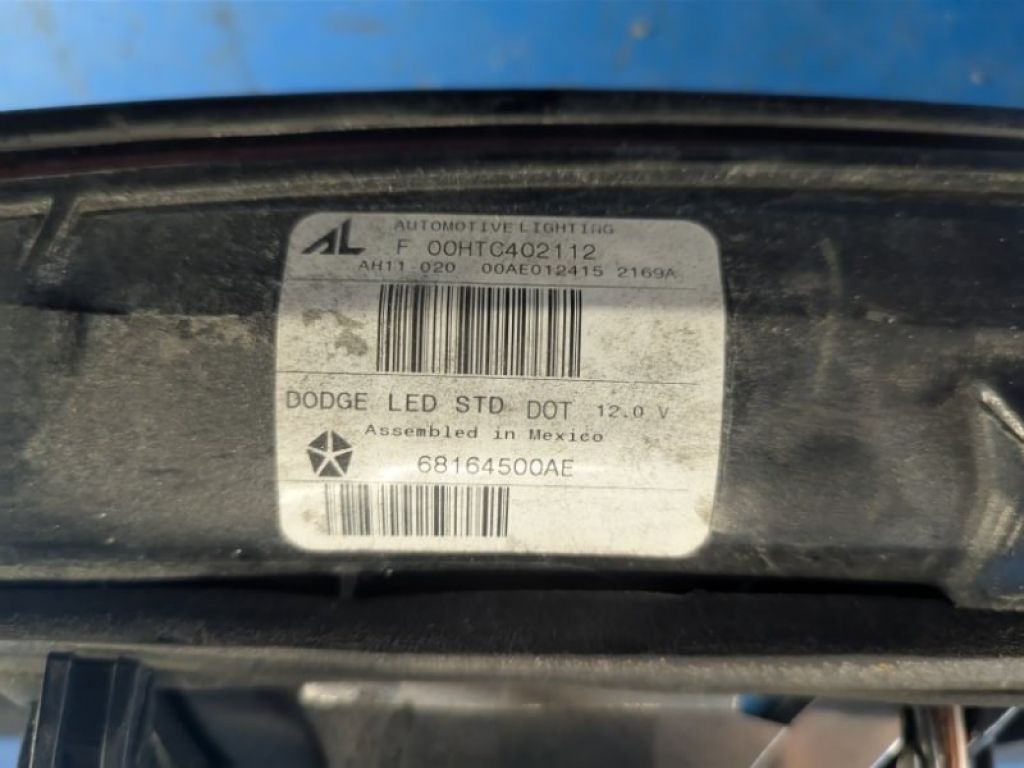 AL AUTOMOTIVE LIGHTING
F 00HTC402112
AH11 020 00AE012415 2169A
DODGE LED STD DOT 12.0 V
Assembled in Mexico
68164500AE